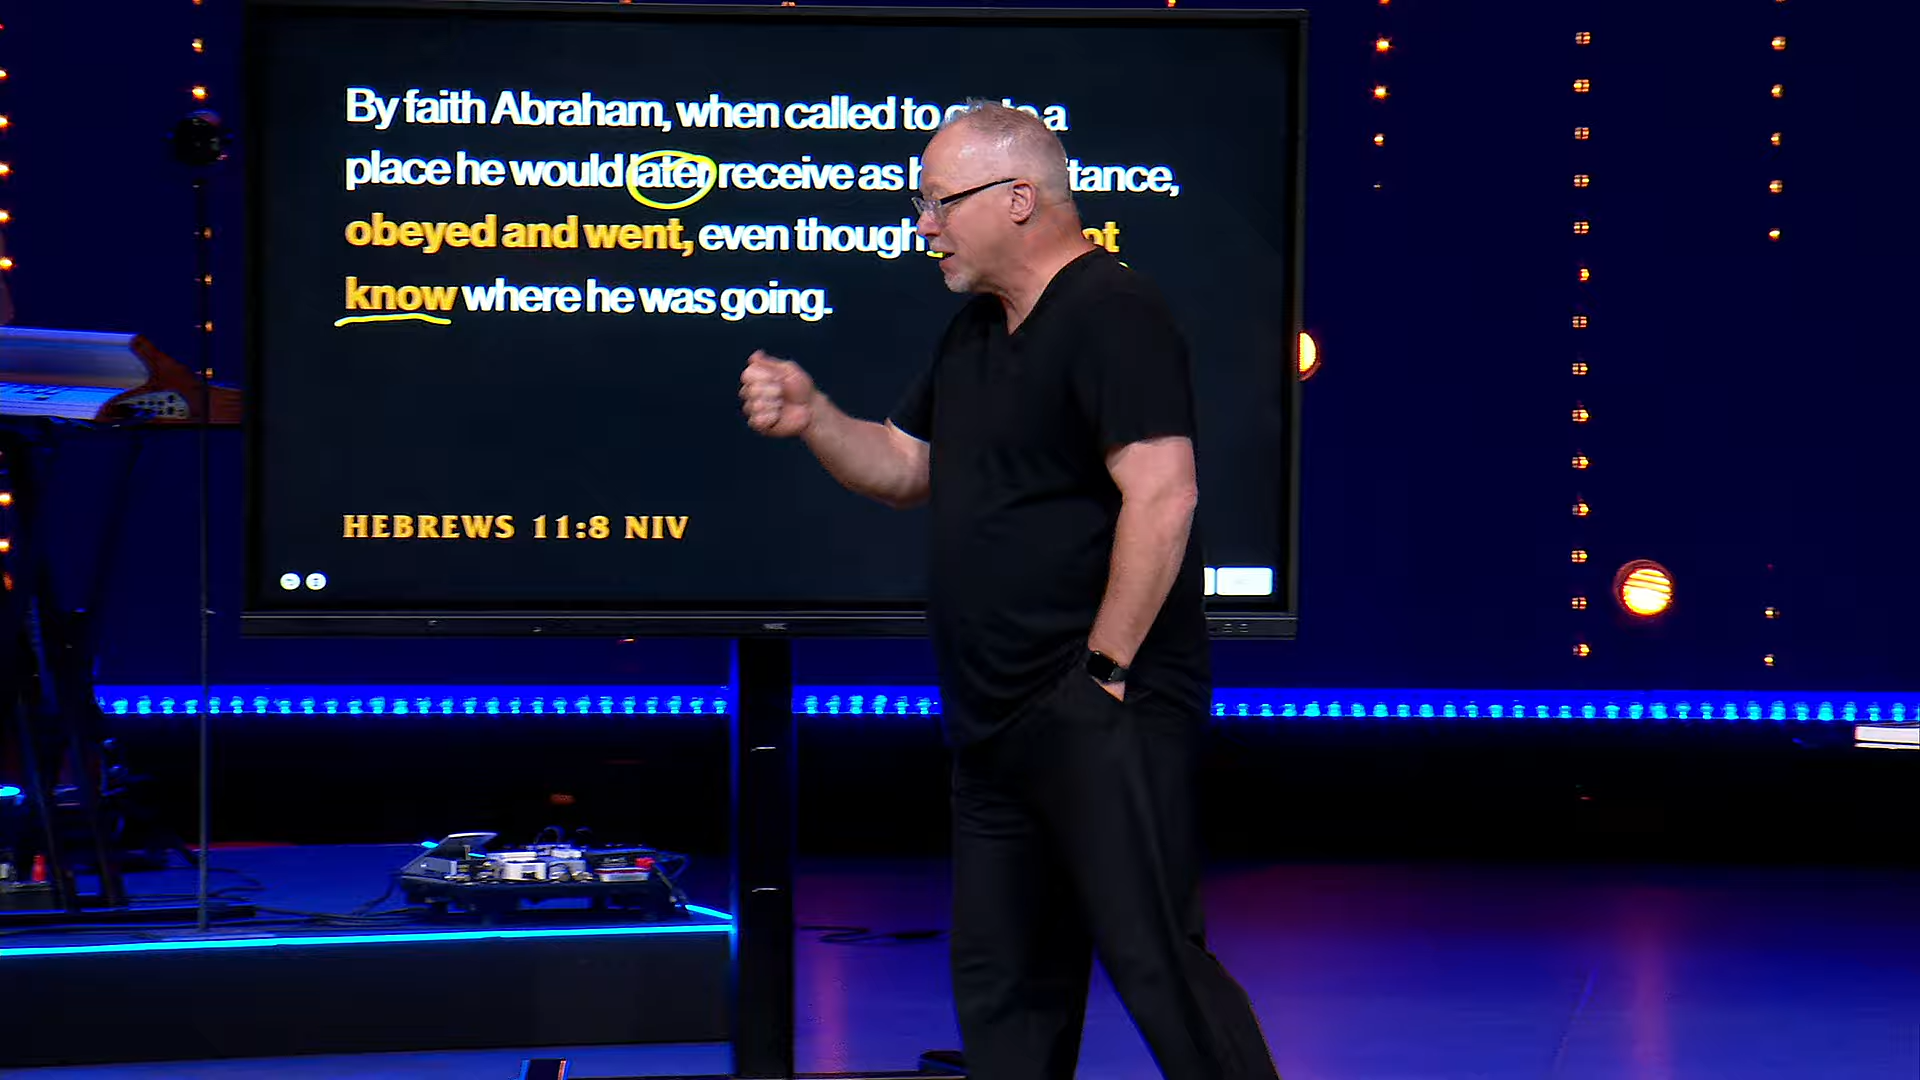 By faith Abraham, when called to a
place he would later receive as tance,
obeyed and went, even though
know where he was going.
HEBREWS 11:8 NIV